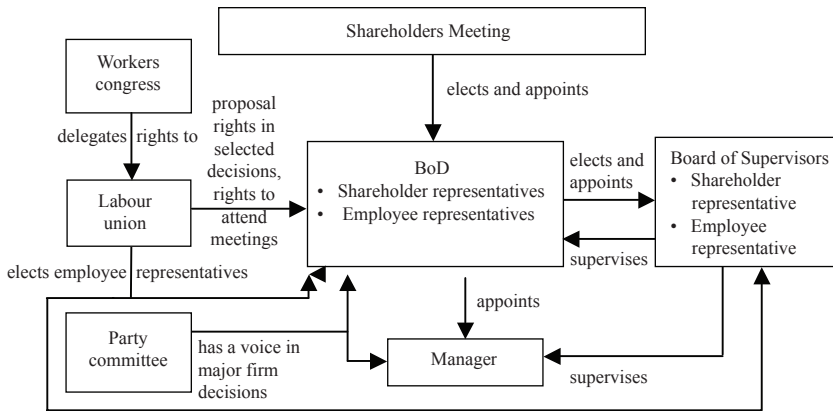 Shareholders Meeting
Workers
congress
elects and appoints
delegates rights to
proposal
rights in
selected
decisions,
rights to
attend
meetings
BoD
• Shareholder representatives
• Employee representatives
elects and
appoints
Board of Supervisors
• Shareholder
representative
• Employee
representative
Labour
union
supervises
elects employee representatives
appoints
Party
committee
has a voice in
major firm
decisions
Manager
supervises